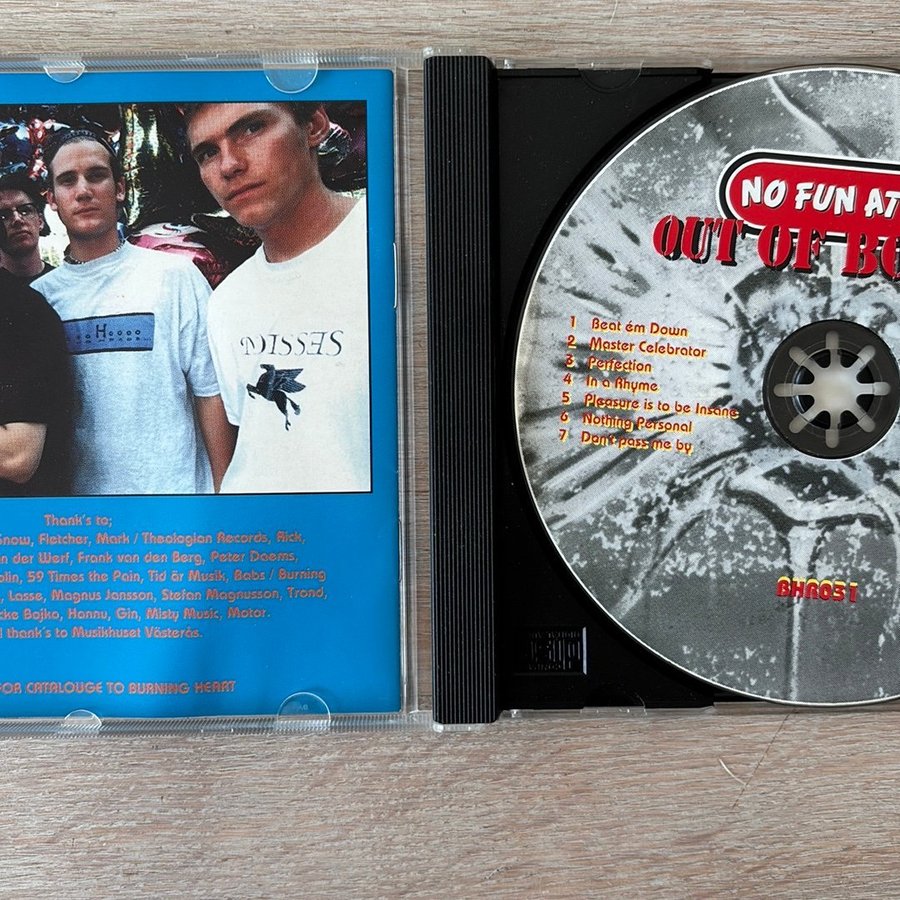 H
DISSES
Thank's to;
Snow, Fletcher, Mark / Theologian Records, Rick,
n der Werf, Frank van den Berg, Peter Daems,
olin, 59 Times the Pain, Tid är Musik, Babs / Burning
, Lasse, Magnus Jansson, Stefan Magnusson, Trond,
cke Bojko, Hannu, Gin, Misty Music, Motor.
l thank's to Musikhuset Västerås.
FOR CATALOUGE TO BURNING HEART
NO FUN AT
OUT OF BO
1 Beat ém Down
2 Master Celebrator
3 Perfection
4 In a Rhyme
5 Pleasure is to be Insane
6 Nothing Personal
7 Don't pass me by
BHR031